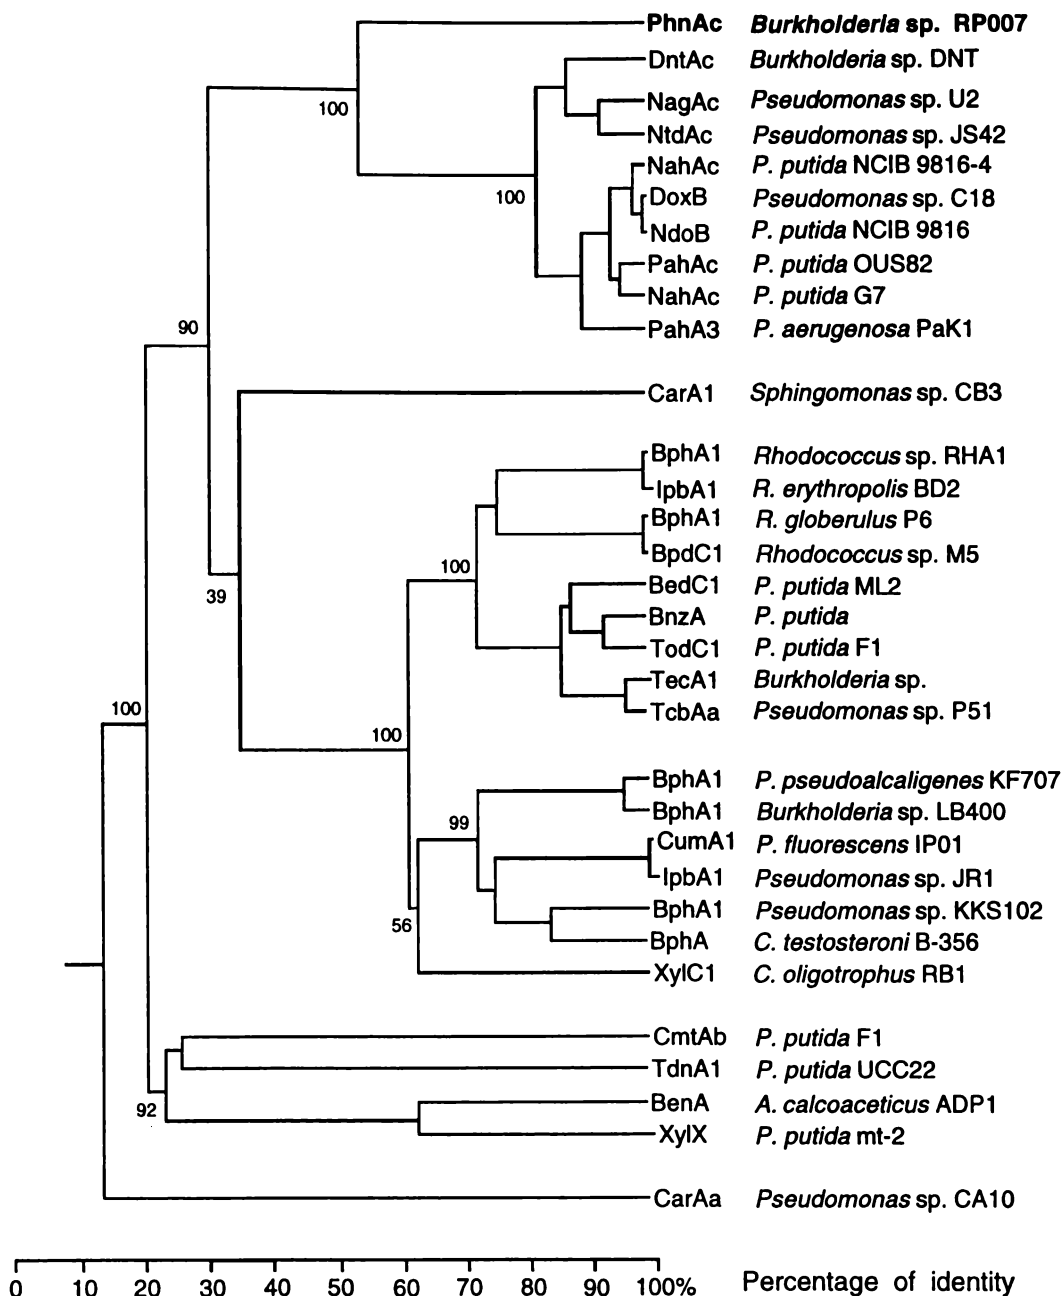 PhnAc Burkholderia sp. RP007
DntAc Burkholderia sp. DNT
100
NagAc Pseudomonas sp. U2
NtdAc Pseudomonas sp. JS42
NahAc P. putida NCIB 9816-4
100
DoxB Pseudomonas sp. C18
NdoB P. putida NCIB 9816
PahAc P. putida OUS82
NahAc P. putida G7
90
PahA3 P. aerugenosa PaK1
CarA1 Sphingomonas sp. CB3
BphA1 Rhodococcus sp. RHA1
IpbA1 R. erythropolis BD2
BphA1 R. globerulus P6
BpdC1 Rhodococcus sp. M5
100
BedC1 P. putida ML2
39
BnzA P. putida
TodC1 P. putida F1
TecA1 Burkholderia sp.
100
TcbAa Pseudomonas sp. P51
100
BphA1 P. pseudoalcaligenes KF707
BphA1 Burkholderia sp. LB400
99
CumA1 P. fluorescens IP01
IpbA1 Pseudomonas sp. JR1
BphA1 Pseudomonas sp. KKS102
56
BphA C. testosteroni B-356
XylC1 C. oligotrophus RB1
CmtAb P. putida F1
TdnA1 P. putida UCC22
92
BenA A. calcoaceticus ADP1
XylX P. putida mt-2
CarAa Pseudomonas sp. CA10
0 10 20 30 40 50 60 70 80 90 100% Percentage of identity